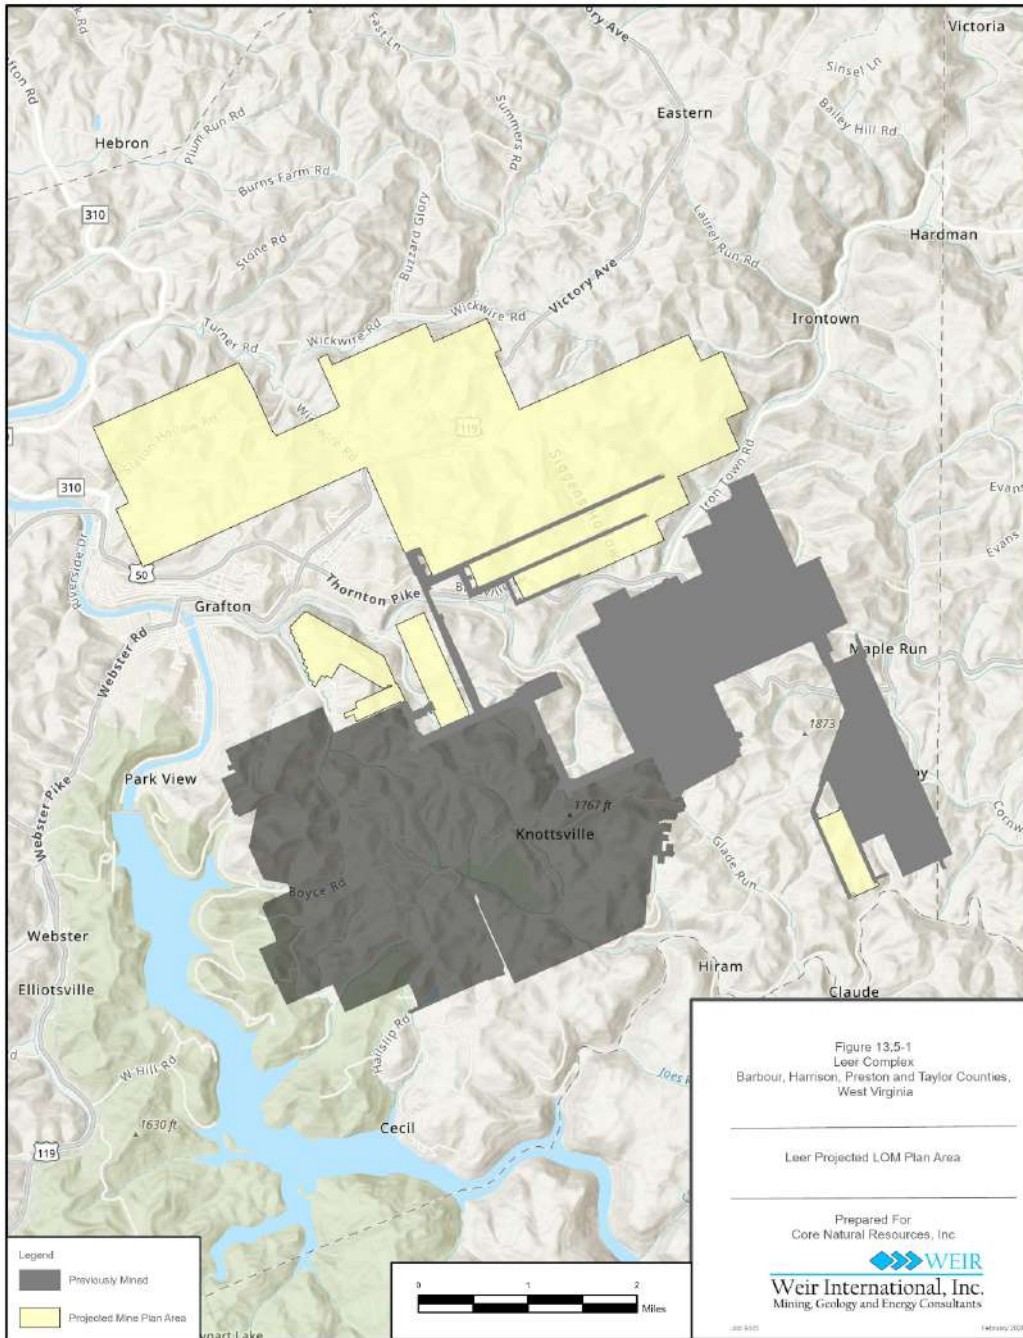 Victoria
Fast Ln
Sinsel Ln
Eastern
Bailey Hill Rd
Summers Rd
Plum Run Rd
Hebron
Burns Farm Rd
310
Laurel Run Rd
Hardman
Stone Rd
Buzzard Glory
Victory Ave
Wickwire Rd
Wickwire Rd
Turner Rd
Irontown
Wickwire Rd
119
Iron Town Rd
310
Evans
Riverside Dr
50
Thornton Pike
Grafton
Webster Rd
Maple Run
1873
Park View
Webster Pike
1767 ft
Knottsville
Glade Run
Boyce Rd
Webster
Hiram
Elliotsville
Claude
Hailslip Rd
W Hill Rd
Cecil
1630 ft
119
Figure 13.5-1
Leer Complex
Barbour, Harrison, Preston and Taylor Counties,
West Virginia
Leer Projected LOM Plan Area
Prepared For
Core Natural Resources, Inc
WEIR
Weir International, Inc.
Mining, Geology and Energy Consultants
Legend
Previously Mined
Projected Mine Plan Area
0 1 2
Miles